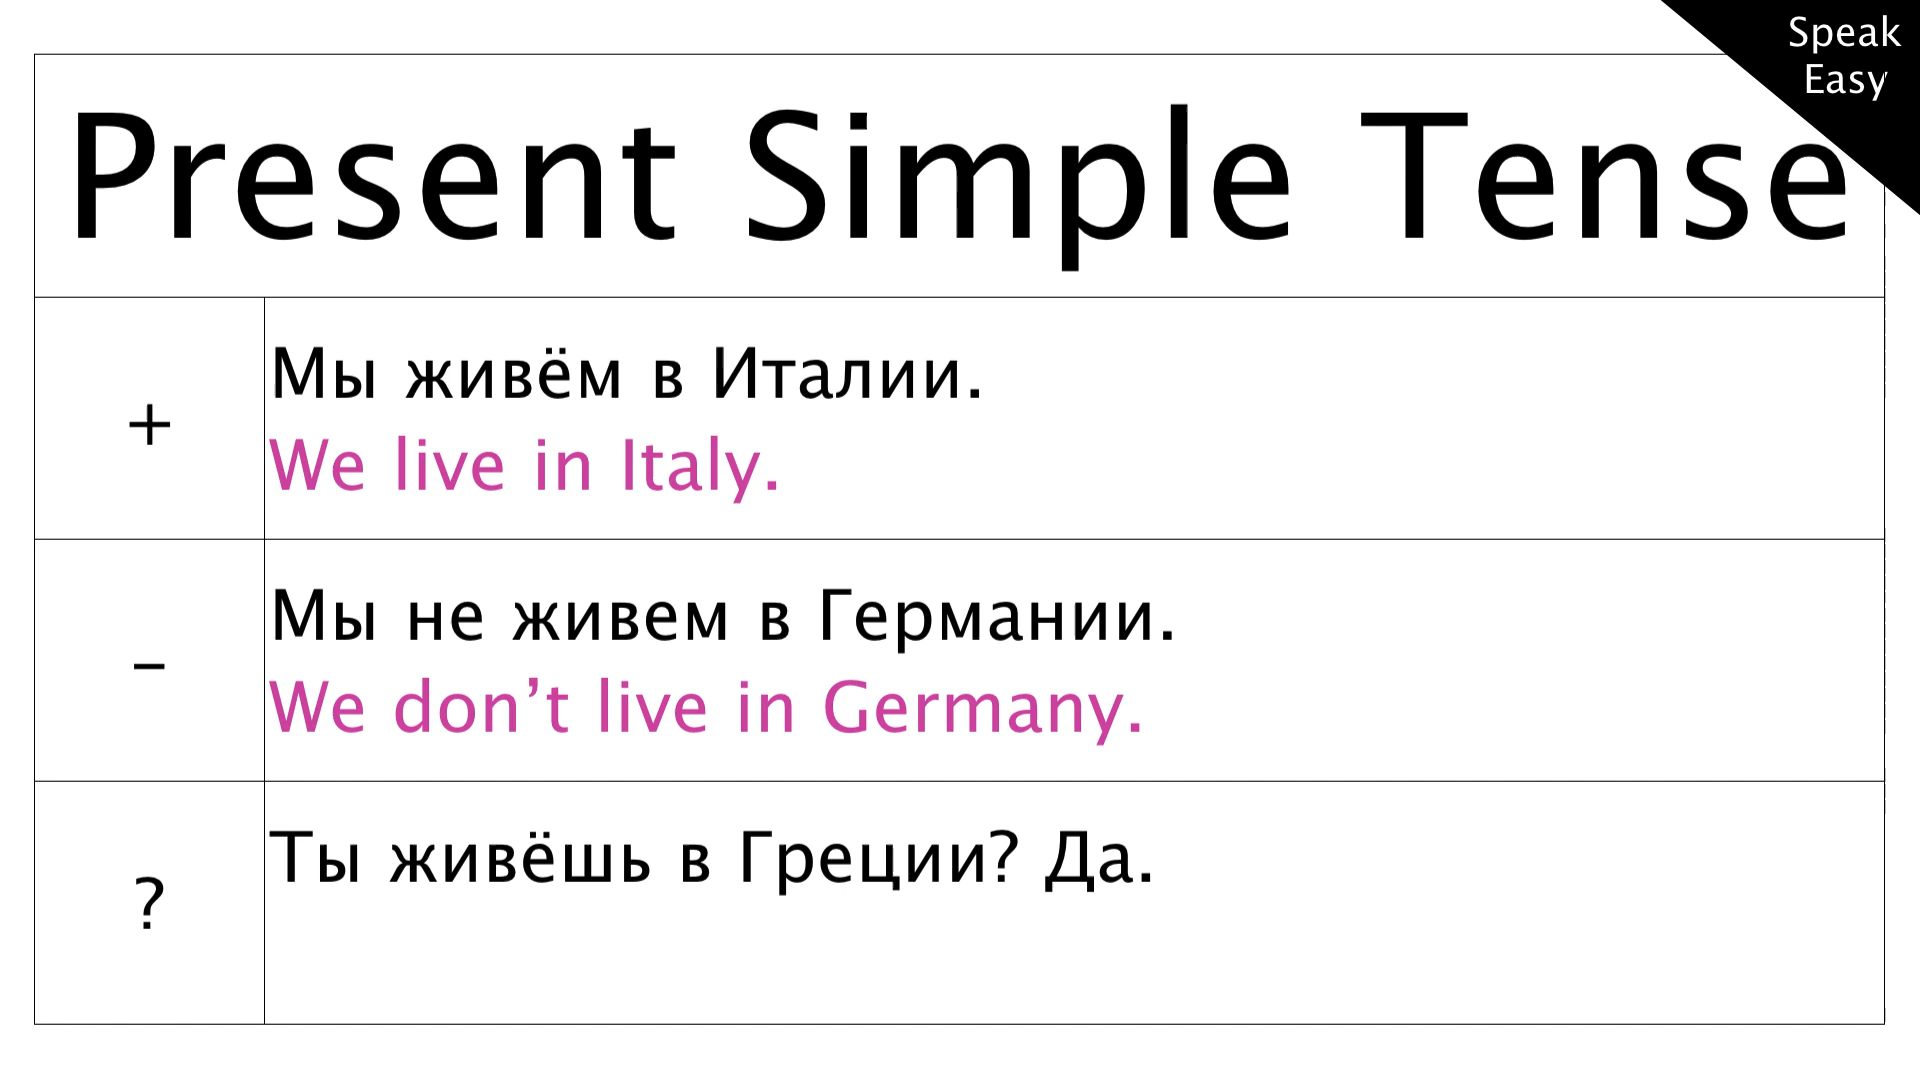 Speak
Easy
Present Simple Tense
+
Мы живём в Италии.
We live in Italy.
–
Мы не живем в Германии.
We don’t live in Germany.
?
Ты живёшь в Греции? Да.